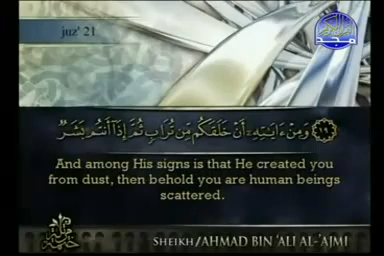 juz' 21
وَمِنْ ءَايَـٰتِهِۦٓ أَنْ خَلَقَكُم مِّن تُرَابٍ ثُمَّ إِذَآ أَنتُم بَشَرٌ ١٩
And among His signs is that He created you
from dust, then behold you are human beings
scattered.
SHEIKH/AHMAD BIN 'ALI AL-'AJMI